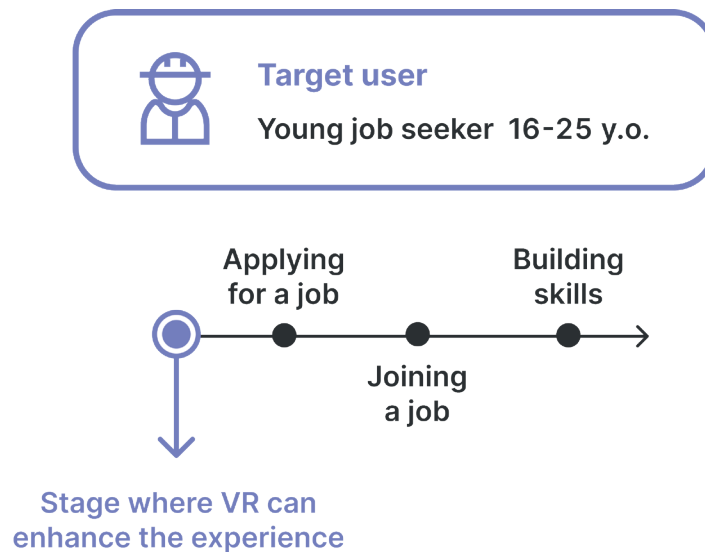 Target user
Young job seeker 16-25 y.o.
Applying
for a job
Building
skills
Joining
a job
Stage where VR can
enhance the experience